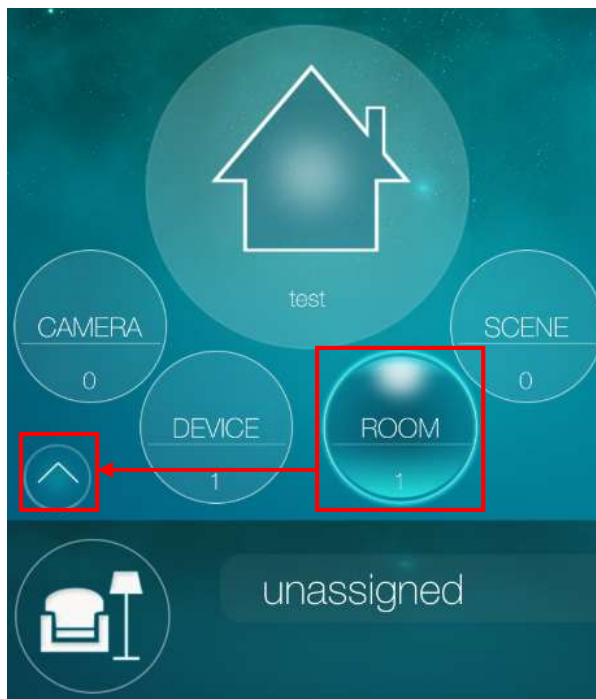 test
CAMERA
0
SCENE
0
DEVICE
1
ROOM
1
unassigned